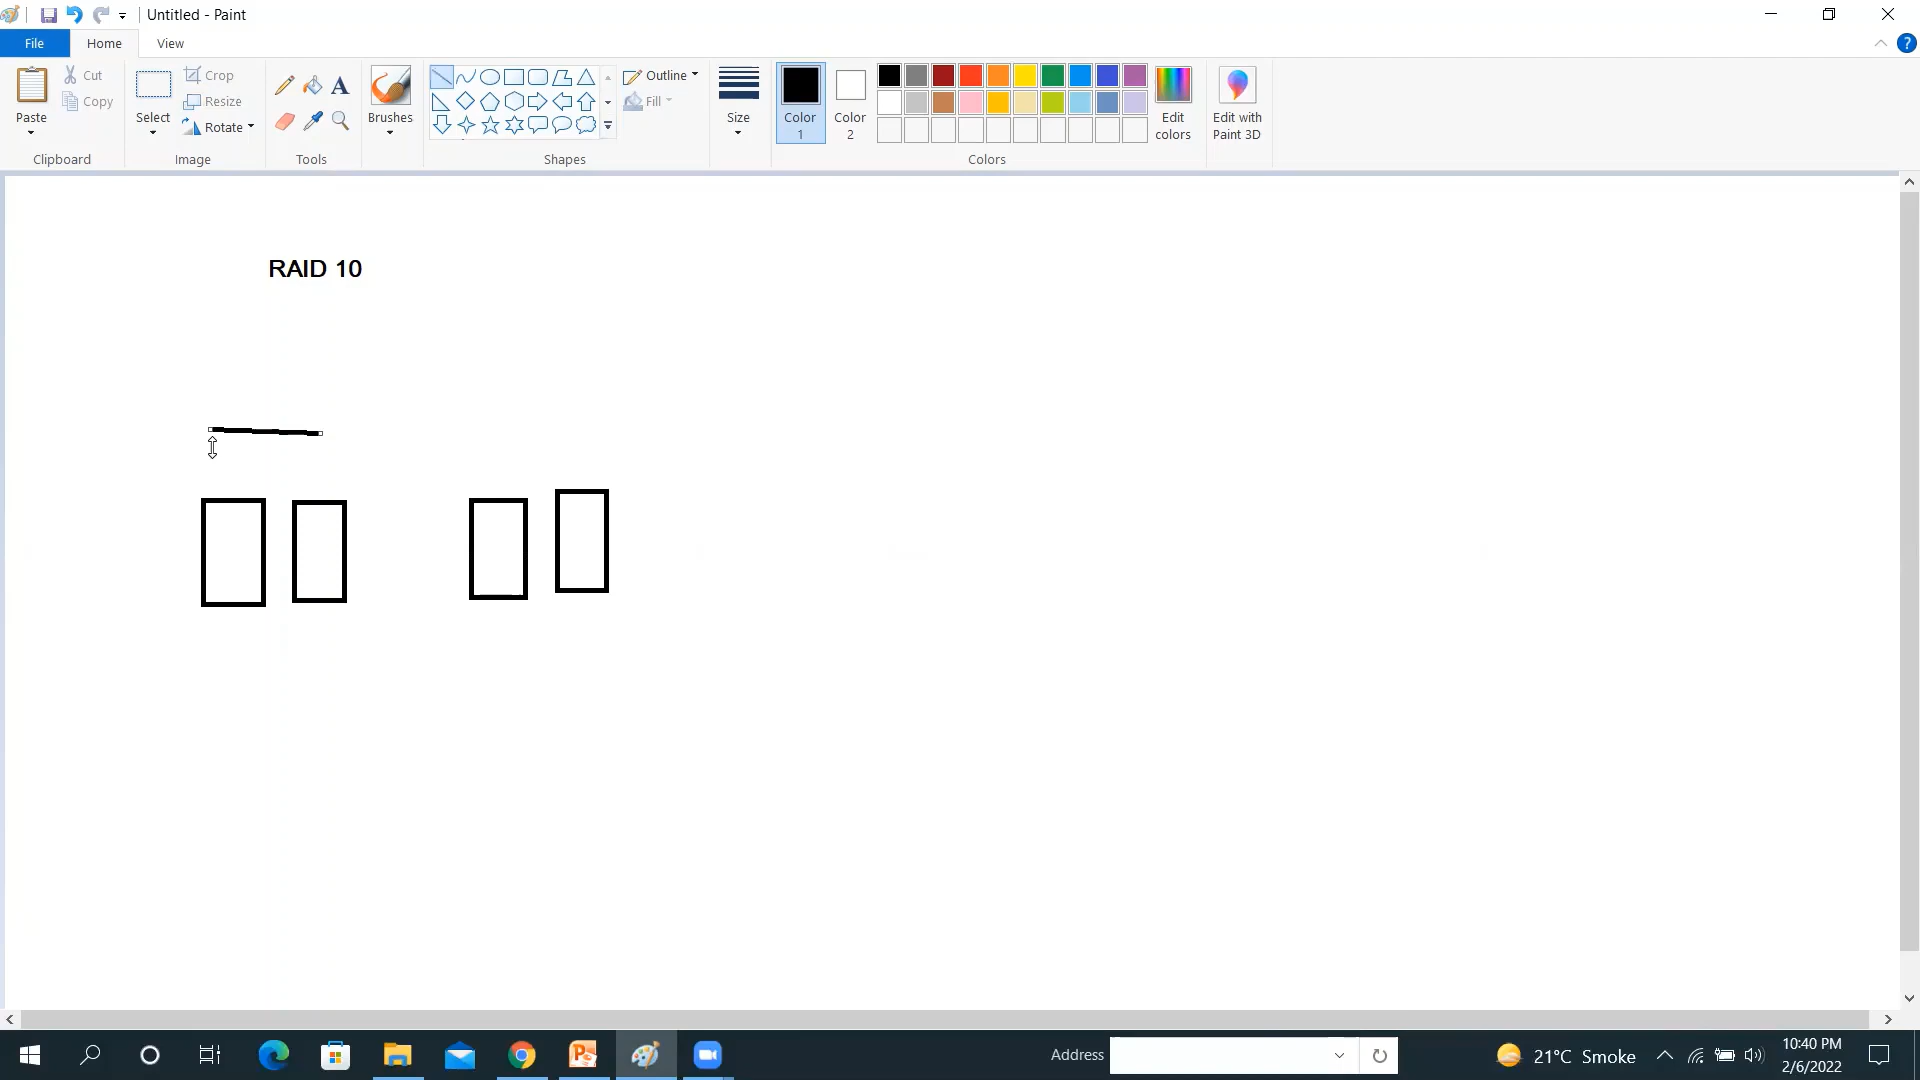 Untitled - Paint
File
Home
View
Paste
Cut
Copy
Clipboard
Select
Crop
Resize
Rotate
Image
A
Tools
Brushes
Shapes
Outline
Fill
Size
Color 1
Color 2
Edit colors
Colors
Edit with Paint 3D
RAID 10
Address
21°C Smoke
10:40 PM
2/6/2022